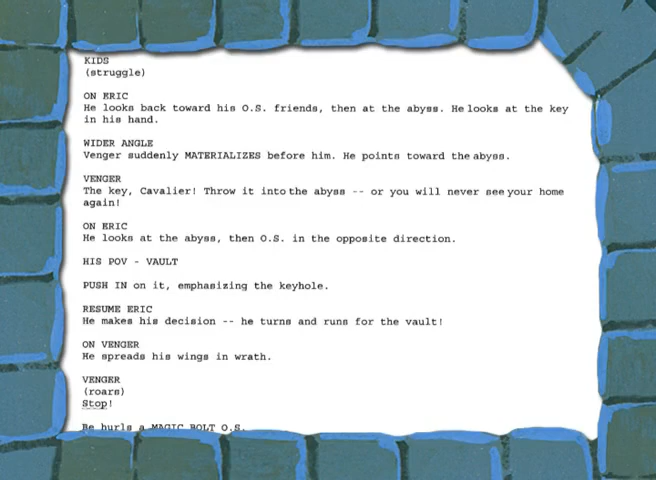 KIDS
(struggle)
ON ERIC
He looks back toward his O.S. friends, then at the abyss. He looks at the key
in his hand.
WIDER ANGLE
Venger suddenly MATERIALIZES before him. He points toward the abyss.
VENGER
The key, Cavalier! Throw it into the abyss -- or you will never see your home
again!
ON ERIC
He looks at the abyss, then O.S. in the opposite direction.
HIS POV - VAULT
PUSH IN on it, emphasizing the keyhole.
RESUME ERIC
He makes his decision -- he turns and runs for the vault!
ON VENGER
He spreads his wings in wrath.
VENGER
(roars)
Stop!
He hurls a MAGIC BOLT O.S.